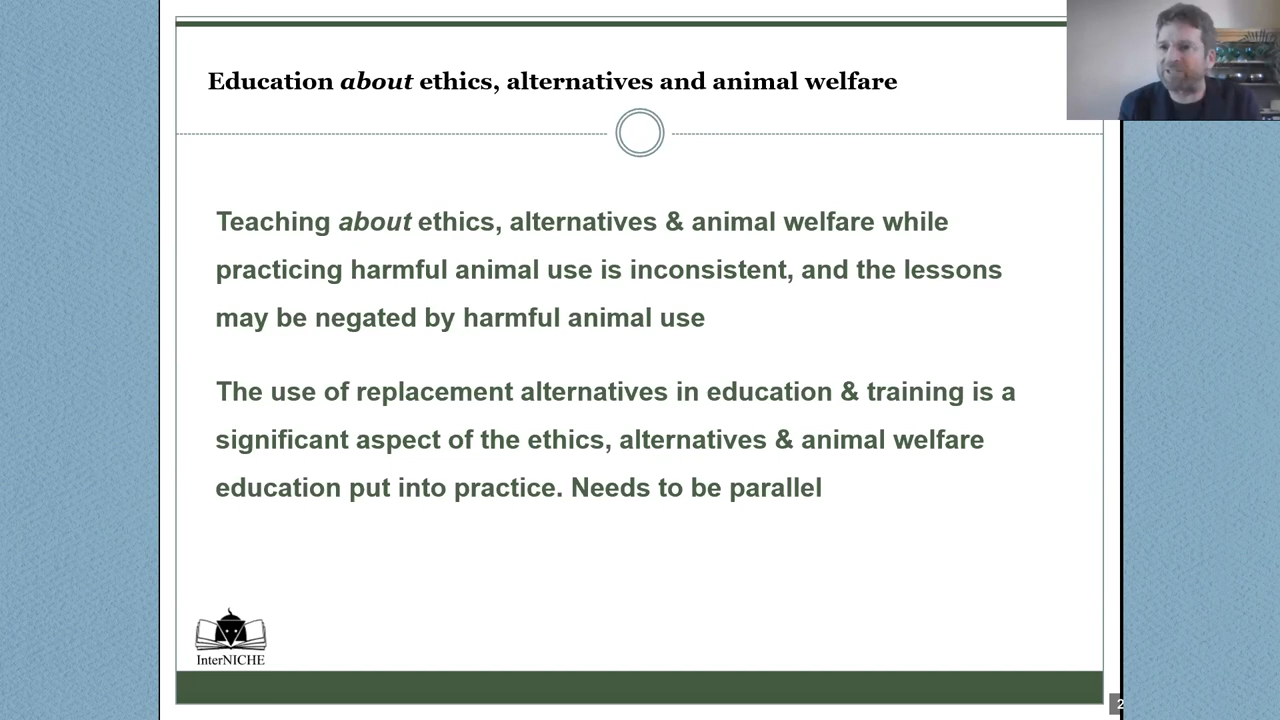 Education about ethics, alternatives and animal welfare
Teaching about ethics, alternatives & animal welfare while
practicing harmful animal use is inconsistent, and the lessons
may be negated by harmful animal use
The use of replacement alternatives in education & training is a
significant aspect of the ethics, alternatives & animal welfare
education put into practice. Needs to be parallel
InterNICHE
2